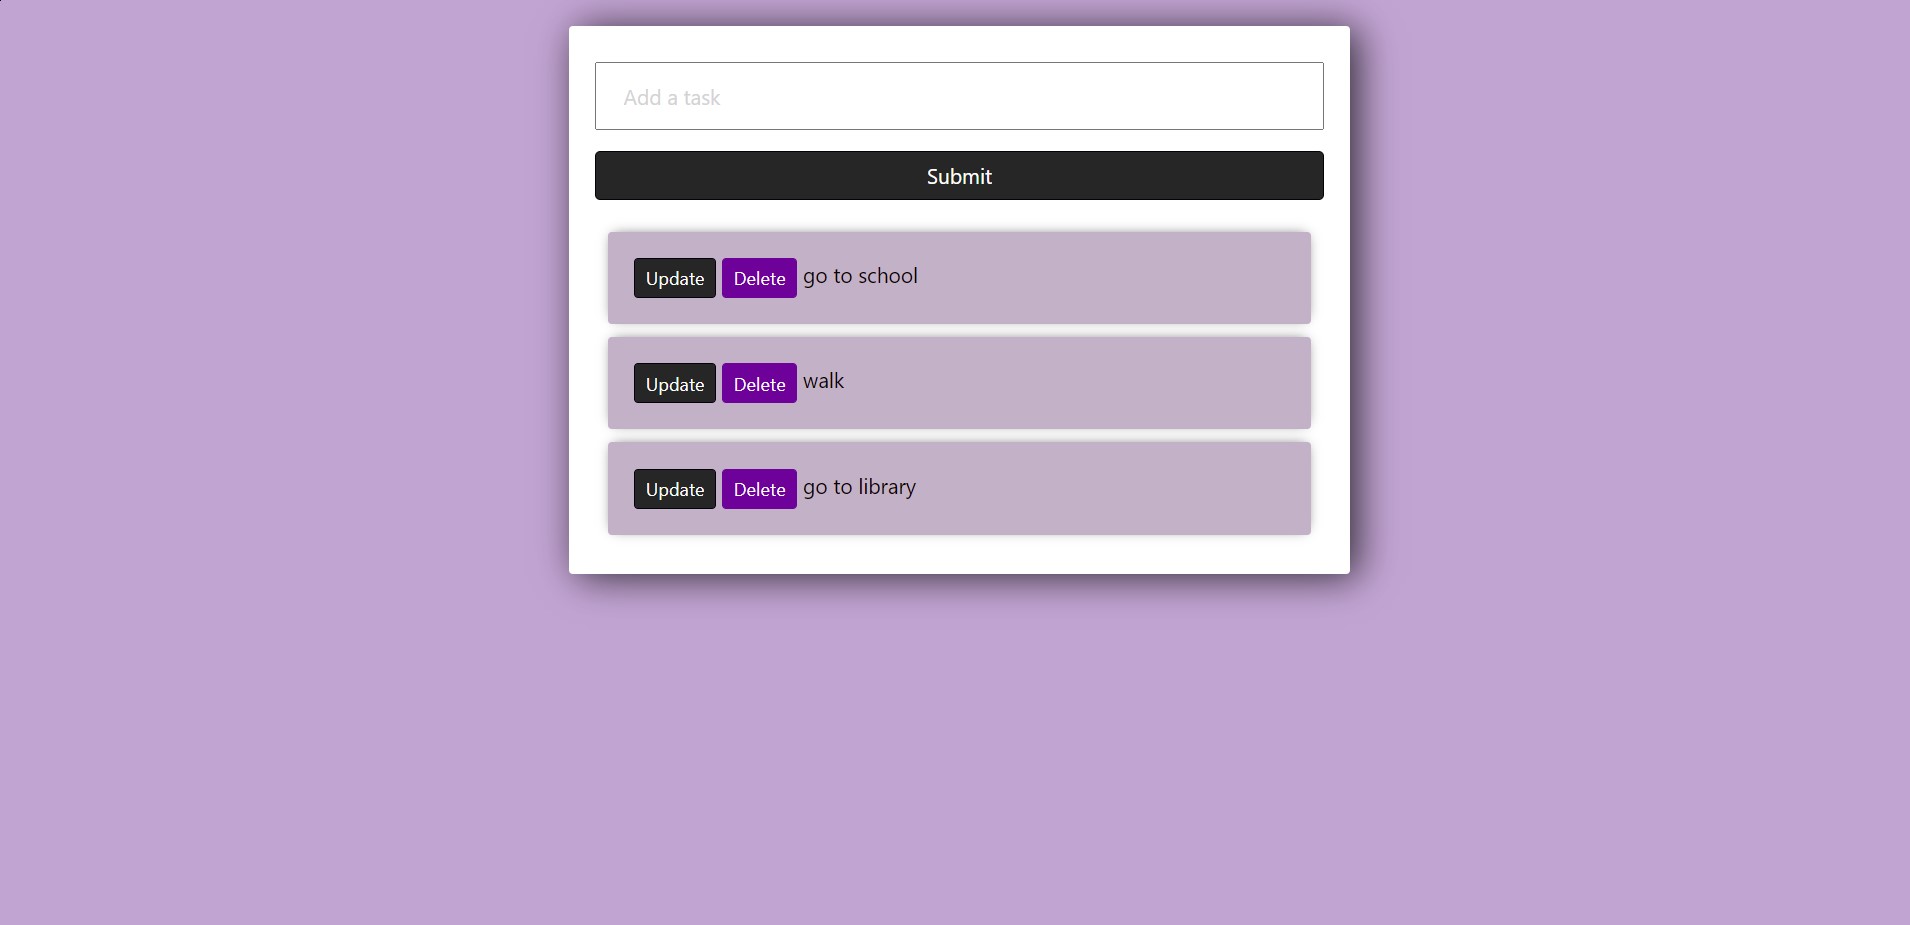 Add a task
Submit
Update Delete go to school
Update Delete walk
Update Delete go to library